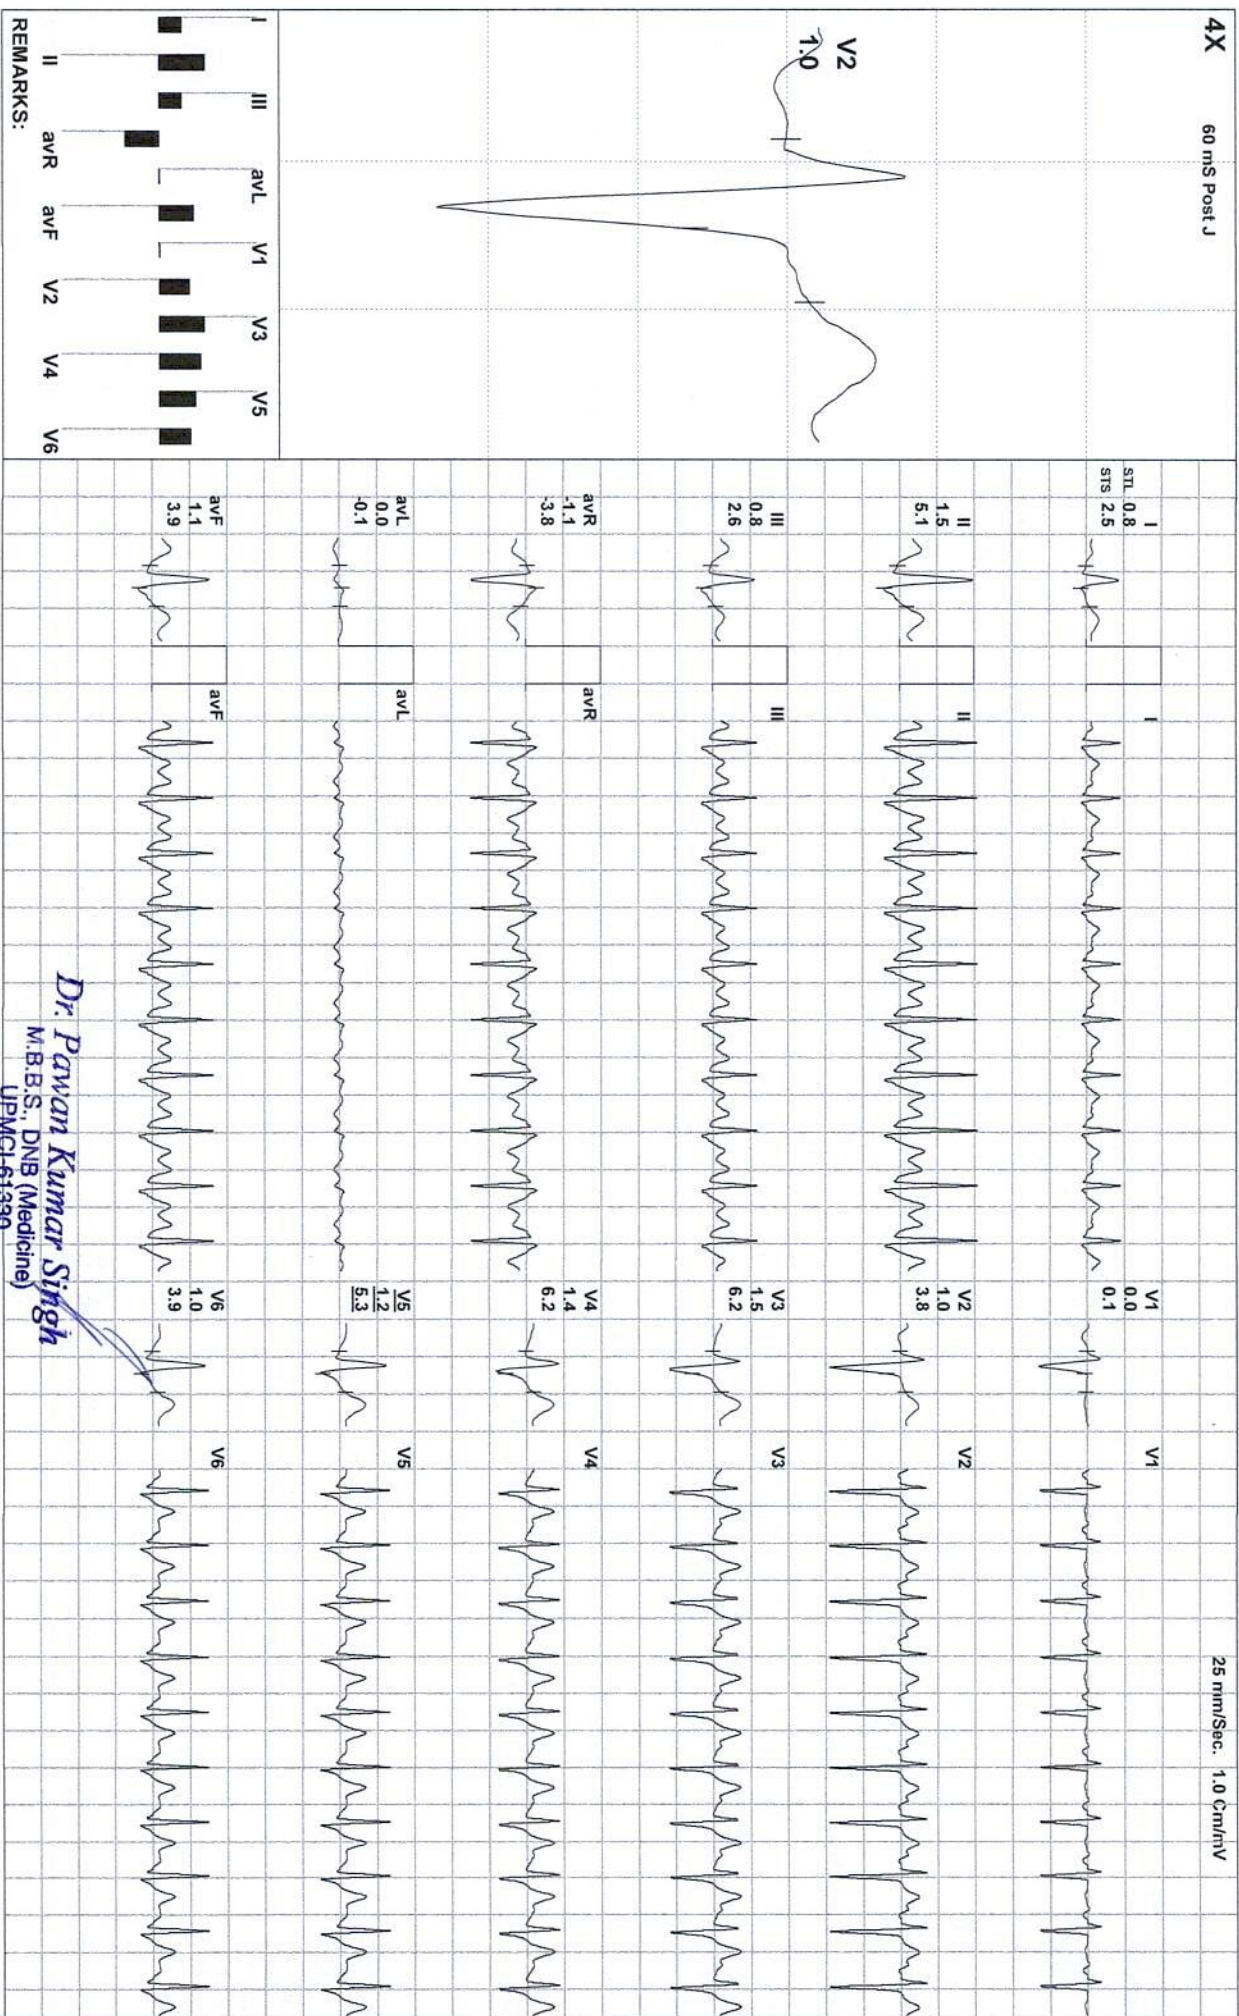 4X 60 mS Post J
25 mm/Sec. 1.0 Cm/mV
V2
1.0
I
STL 0.8
STS 2.5
I
V1
0.0
0.1
V1
II
1.5
5.1
II
V2
1.0
3.8
V2
III
0.8
2.6
III
V3
1.5
6.2
V3
avR
-1.1
-3.8
avR
V4
1.4
6.2
V4
avL
0.0
-0.1
avL
V5
1.2
5.3
V5
avF
1.1
3.9
avF
V6
1.0
3.9
V6
I III avL V1 V3 V5
II avR avF V2 V4 V6
REMARKS:
Dr. Pawan Kumar Singh
M.B.B.S., DNB (Medicine)
UPMCI-61330